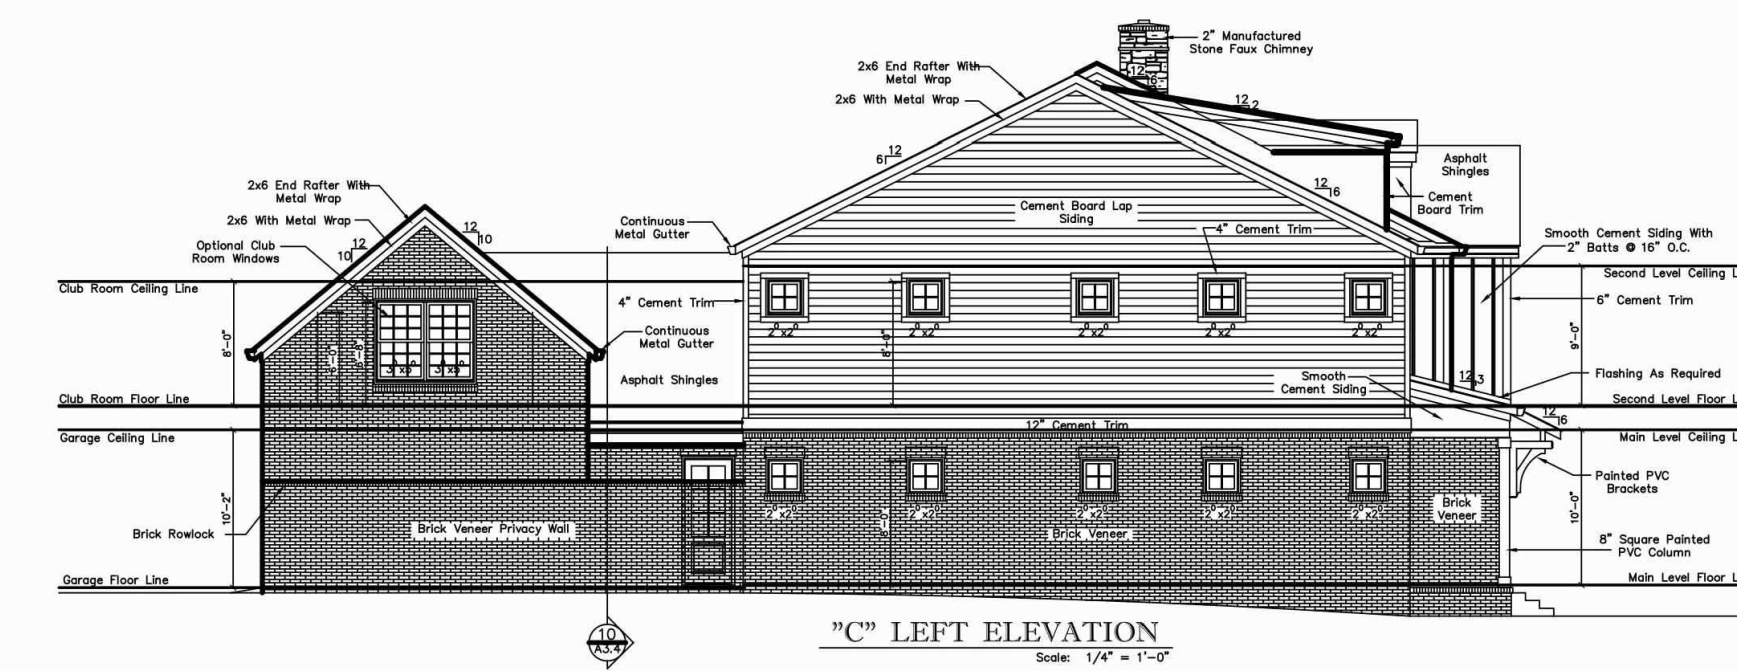 2" Manufactured
Stone Faux Chimney
2x6 End Rafter With
Metal Wrap
2x6 With Metal Wrap
12
6
12
2
12
6
Asphalt
Shingles
Cement
Board Trim
12
6
2x6 End Rafter With
Metal Wrap
2x6 With Metal Wrap
Optional Club
Room Windows
12
10
12
10
Continuous
Metal Gutter
Cement Board Lap
Siding
4" Cement Trim
Smooth Cement Siding With
2" Batts @ 16" O.C.
Second Level Ceiling L
Club Room Ceiling Line
4" Cement Trim
6" Cement Trim
2⁰x2⁰
2⁰x2⁰
2⁰x2⁰
2⁰x2⁰
2⁰x2⁰
Continuous
Metal Gutter
8'-0"
6'-0"
6'-8"
8'-0"
9'-0"
3⁰x5⁰
3⁰x5⁰
Asphalt Shingles
Smooth
Cement Siding
12
3
Flashing As Required
Club Room Floor Line
Second Level Floor L
12
6
12" Cement Trim
Garage Ceiling Line
Main Level Ceiling L
Painted PVC
Brackets
2⁰x2⁰
2⁰x2⁰
2⁰x2⁰
2⁰x2⁰
2⁰x2⁰
Brick
Veneer
10'-2"
8'-0"
10'-0"
Brick Rowlock
Brick Veneer Privacy Wall
Brick Veneer
8" Square Painted
PVC Column
Garage Floor Line
Main Level Floor L
10
A3.4
"C" LEFT ELEVATION
Scale: 1/4" = 1'-0"